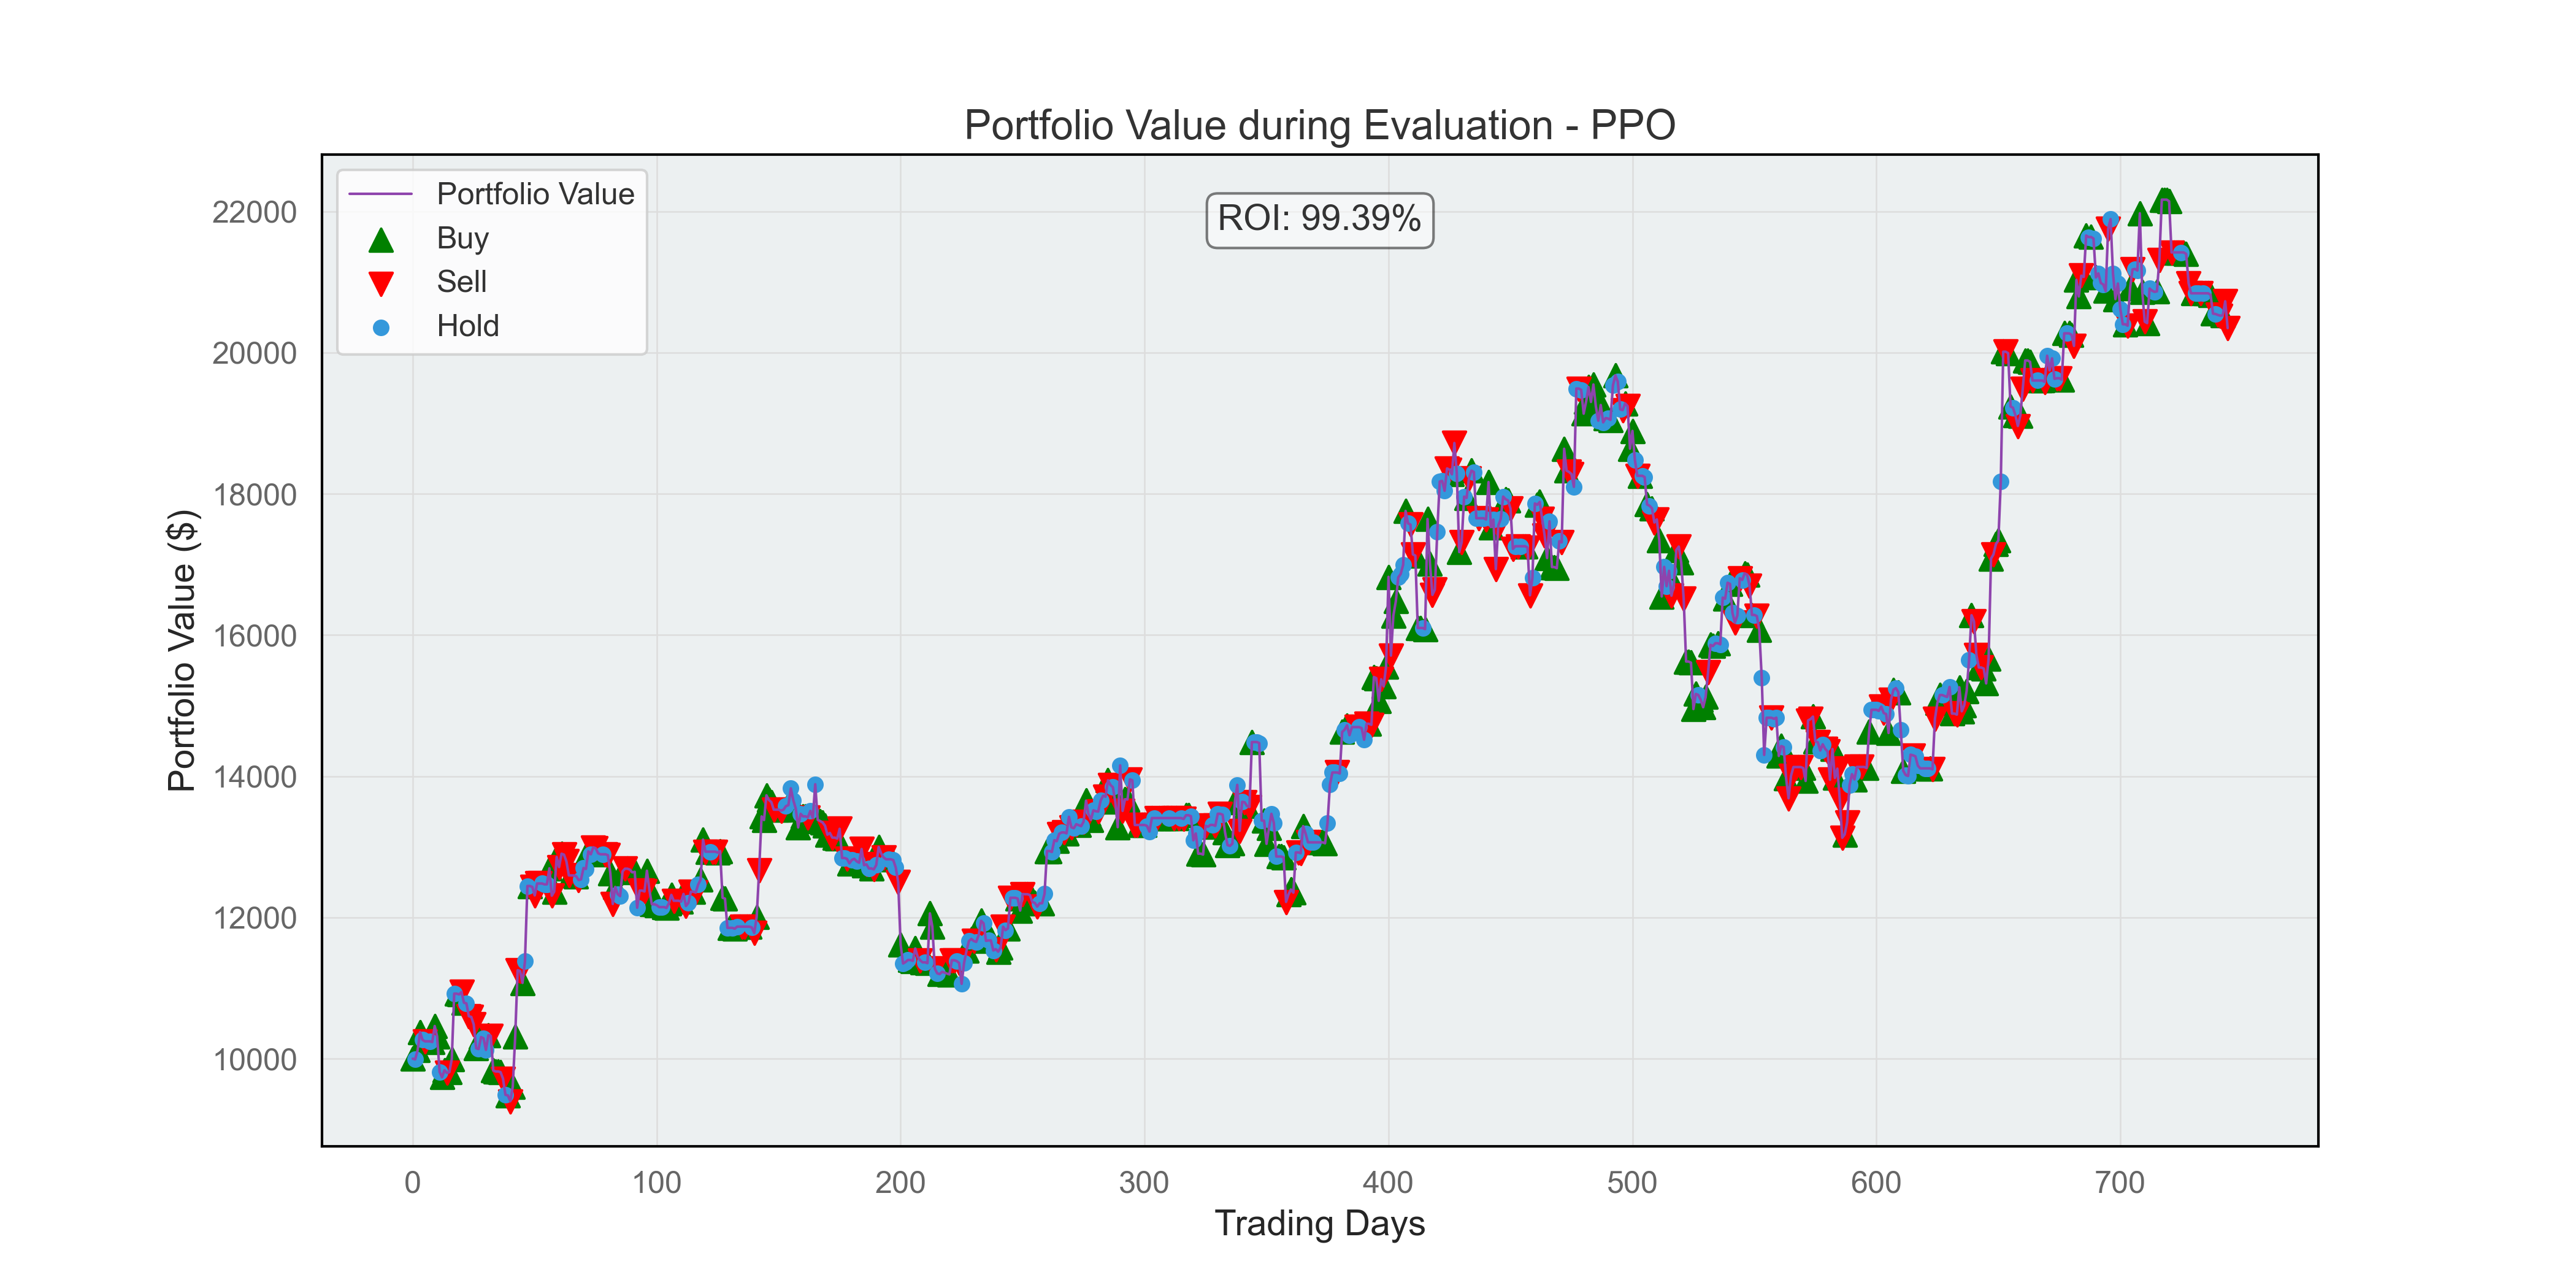 Portfolio Value during Evaluation - PPO
Portfolio Value
Buy
Sell
Hold
ROI: 99.39%
Portfolio Value ($)
22000
20000
18000
16000
14000
12000
10000
0 100 200 300 400 500 600 700
Trading Days